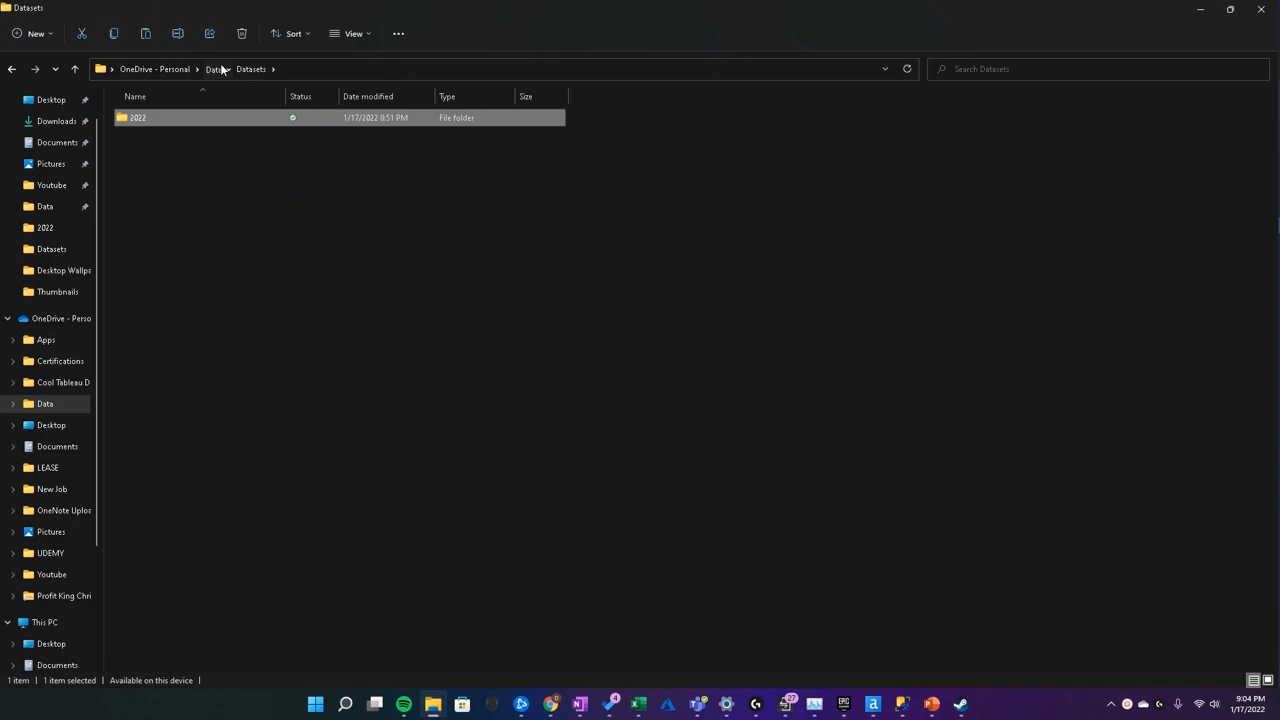 Datasets
New Sort View
OneDrive - Personal Data Datasets Search Datasets
Name Status Date modified Type Size
2022 1/17/2022 8:51 PM File folder
Desktop
Downloads
Documents
Pictures
Youtube
Data
2022
Datasets
Desktop Wallpa
Thumbnails
OneDrive - Perso
Apps
Certifications
Cool Tableau D
Data
Desktop
Documents
LEASE
New Job
OneNote Uploa
Pictures
UDEMY
Youtube
Profit King Chri
This PC
Desktop
Documents
1 item 1 item selected Available on this device
4 27 9:04 PM
1/17/2022